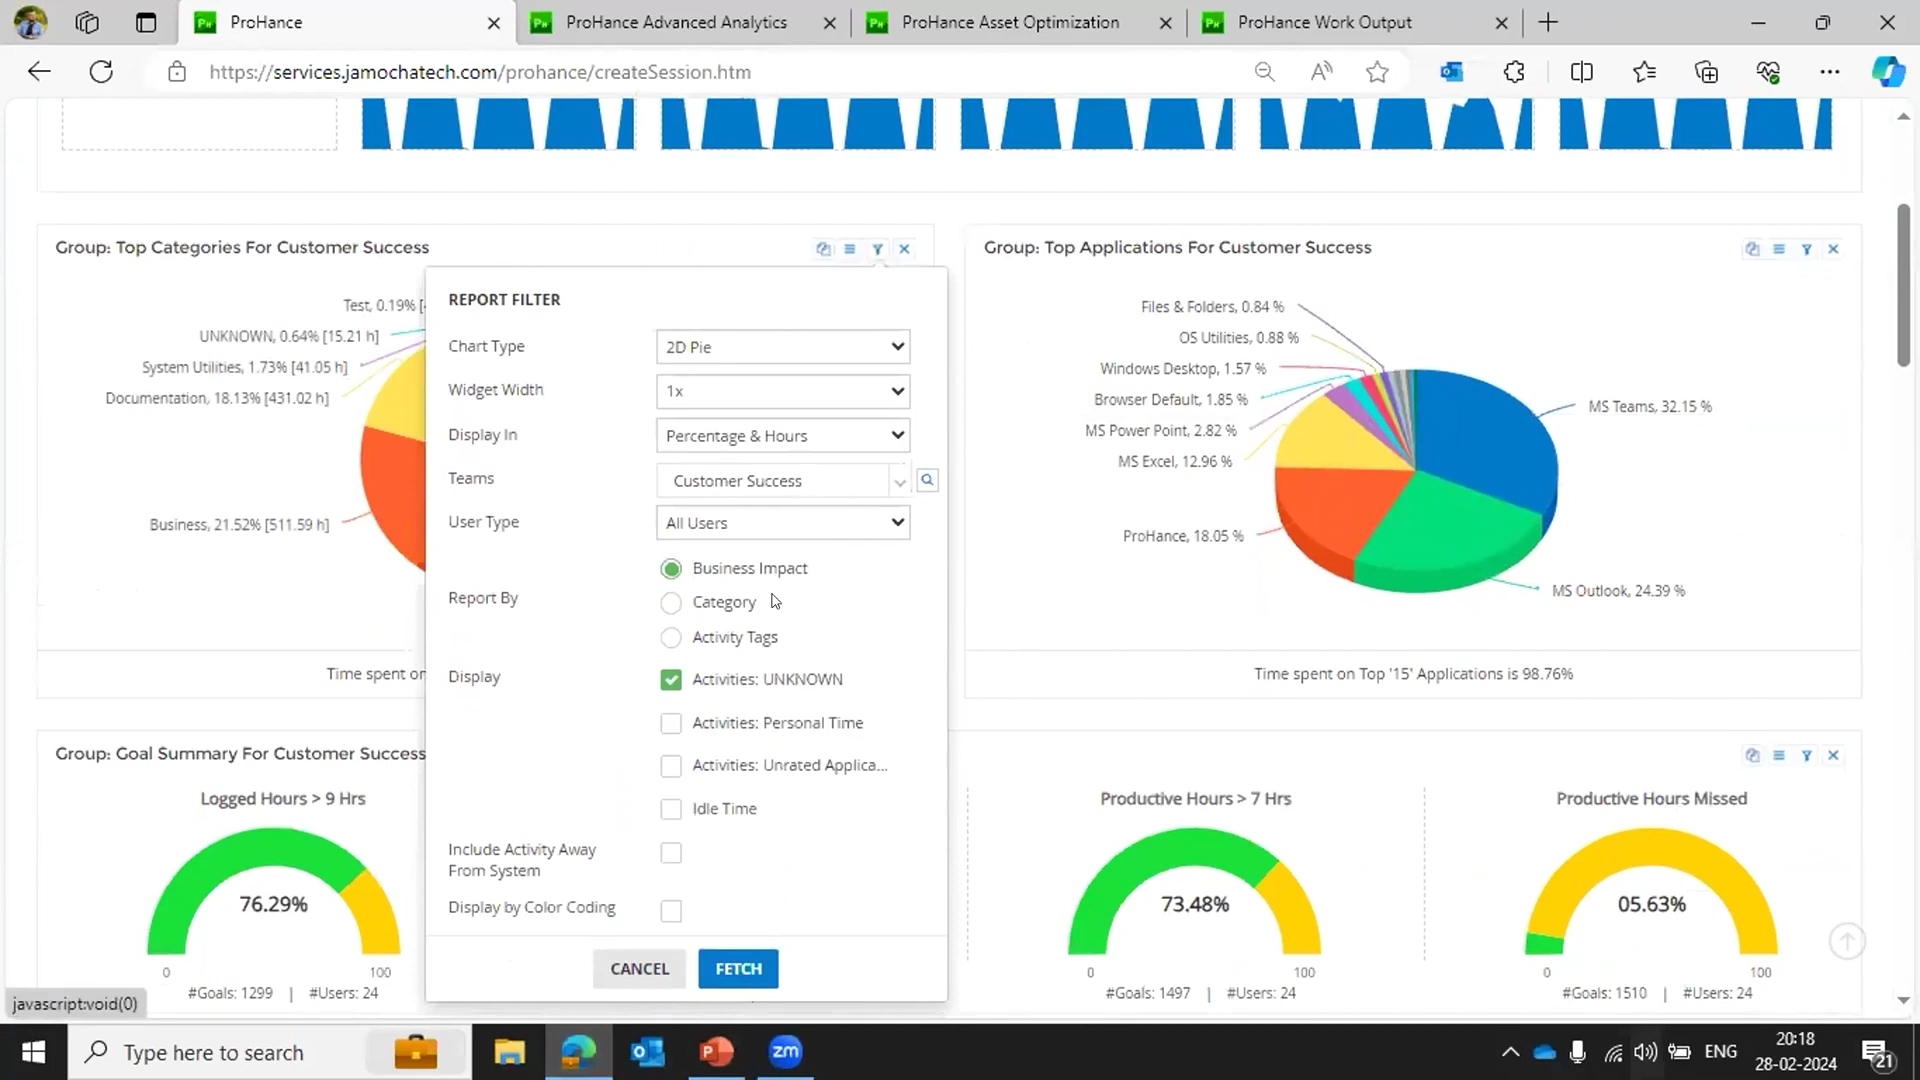 ProHance
ProHance Advanced Analytics
ProHance Asset Optimization
ProHance Work Output
https://services.jamochatech.com/prohance/createSession.htm
Group: Top Categories For Customer Success
Test, 0.19% [
UNKNOWN, 0.64% [15.21 h]
System Utilities, 1.73% [41.05 h]
Documentation, 18.13% [431.02 h]
Business, 21.52% [511.59 h]
Time spent on
REPORT FILTER
Chart Type
2D Pie
Widget Width
1x
Display In
Percentage & Hours
Teams
Customer Success
User Type
All Users
Report By
Business Impact
Category
Activity Tags
Display
Activities: UNKNOWN
Activities: Personal Time
Activities: Unrated Applica...
Idle Time
Include Activity Away
From System
Display by Color Coding
CANCEL
FETCH
Group: Top Applications For Customer Success
Files & Folders, 0.84 %
OS Utilities, 0.88 %
Windows Desktop, 1.57 %
Browser Default, 1.85 %
MS Power Point, 2.82 %
MS Excel, 12.96 %
ProHance, 18.05 %
MS Teams, 32.15 %
MS Outlook, 24.39 %
Time spent on Top '15' Applications is 98.76%
Group: Goal Summary For Customer Success
Logged Hours > 9 Hrs
76.29%
0
100
#Goals: 1299 | #Users: 24
Productive Hours > 7 Hrs
73.48%
0
100
#Goals: 1497 | #Users: 24
Productive Hours Missed
05.63%
0
100
#Goals: 1510 | #Users: 24
javascript:void(0)
Type here to search
zm
ENG
20:18
28-02-2024
21